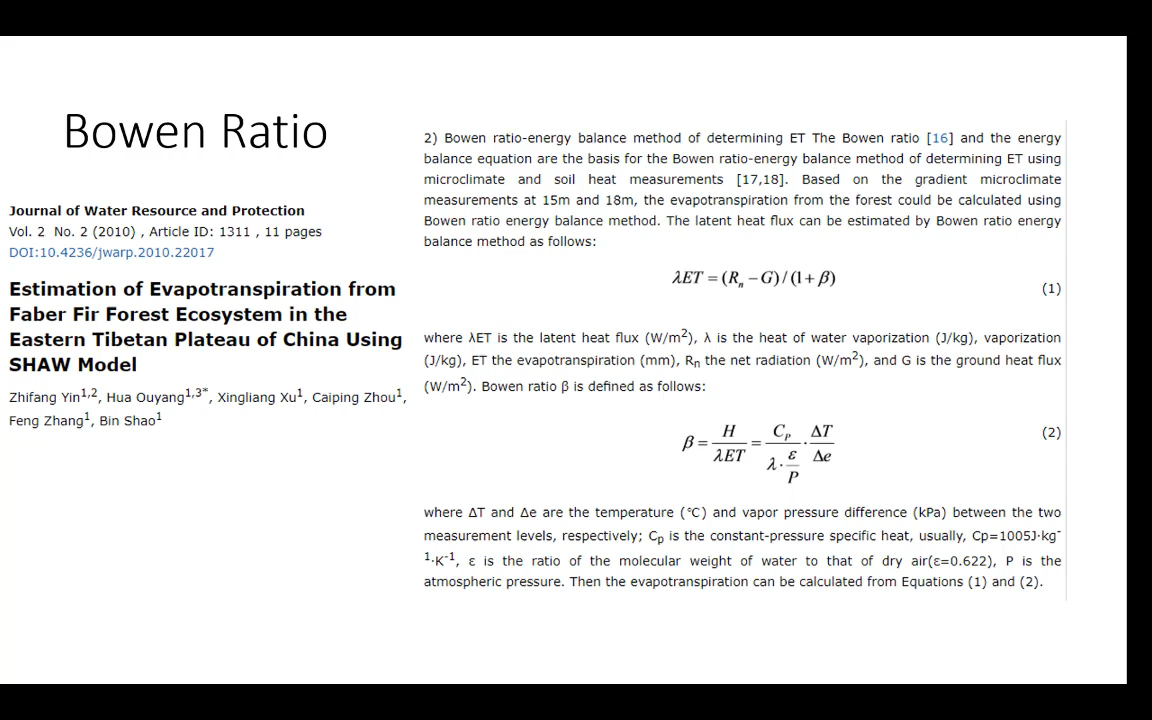 Bowen Ratio
Journal of Water Resource and Protection
Vol. 2 No. 2 (2010) , Article ID: 1311 , 11 pages
DOI:10.4236/jwarp.2010.22017
Estimation of Evapotranspiration from
Faber Fir Forest Ecosystem in the
Eastern Tibetan Plateau of China Using
SHAW Model
Zhifang Yin1,2, Hua Ouyang1,3*, Xingliang Xu1, Caiping Zhou1,
Feng Zhang1, Bin Shao1
2) Bowen ratio-energy balance method of determining ET The Bowen ratio [16] and the energy
balance equation are the basis for the Bowen ratio-energy balance method of determining ET using
microclimate and soil heat measurements [17,18]. Based on the gradient microclimate
measurements at 15m and 18m, the evapotranspiration from the forest could be calculated using
Bowen ratio energy balance method. The latent heat flux can be estimated by Bowen ratio energy
balance method as follows:
λET = (Rn − G) / (1 + β)
(1)
where λET is the latent heat flux (W/m2), λ is the heat of water vaporization (J/kg), vaporization
(J/kg), ET the evapotranspiration (mm), Rn the net radiation (W/m2), and G is the ground heat flux
(W/m2). Bowen ratio β is defined as follows:
β = H / λET = CP / (λ · ε / P) · ΔT / Δe
(2)
where ΔT and Δe are the temperature (℃) and vapor pressure difference (kPa) between the two
measurement levels, respectively; Cp is the constant-pressure specific heat, usually, Cp=1005J·kg-
1·K-1, ε is the ratio of the molecular weight of water to that of dry air(ε=0.622), P is the
atmospheric pressure. Then the evapotranspiration can be calculated from Equations (1) and (2).